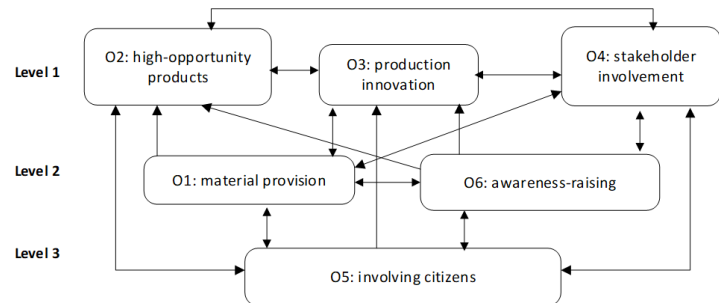 Level 1
O2: high-opportunity
products
O3: production
innovation
O4: stakeholder
involvement
Level 2
O1: material provision
O6: awareness-raising
Level 3
O5: involving citizens